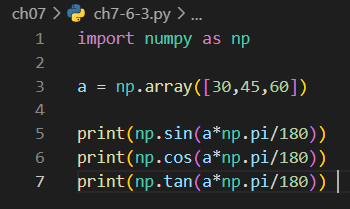 ch07 > ch7-6-3.py > ...
1 import numpy as np
2
3 a = np.array([30,45,60])
4
5 print(np.sin(a*np.pi/180))
6 print(np.cos(a*np.pi/180))
7 print(np.tan(a*np.pi/180))